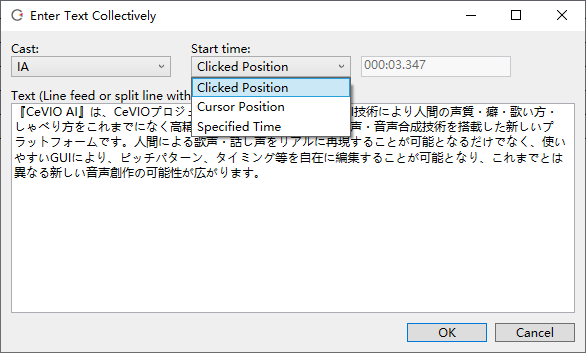 Enter Text Collectively
Cast:
Start time:
IA
Clicked Position
000:03.347
Clicked Position
Cursor Position
Specified Time
Text (Line feed or split line with
『CeVIO AI』は、CeVIOプロジェ
技術により人間の声質・癖・歌い方・
しゃべり方をこれまでになく高精
声・音声合成技術を搭載した新しいプ
ラットフォームです。人間による歌声・話し声をリアルに再現することが可能となるだけでなく、使い
やすいGUIにより、ピッチパターン、タイミング等を自在に編集することが可能となり、これまでとは
異なる新しい音声創作の可能性が広がります。
OK
Cancel